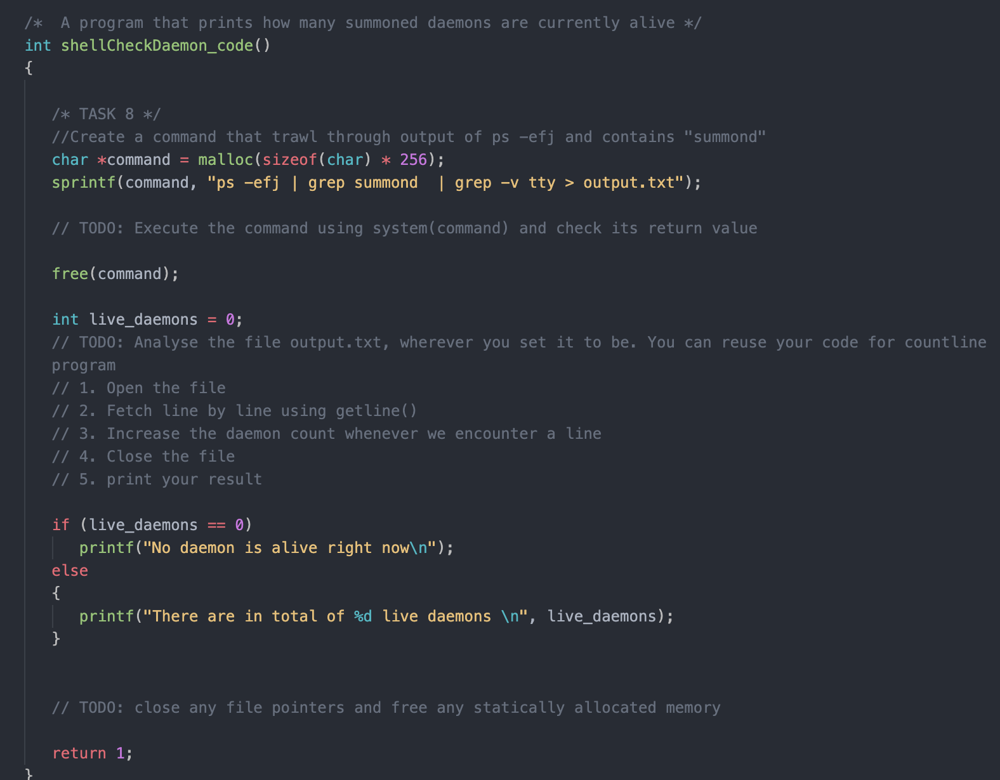 /*  A program that prints how many summoned daemons are currently alive */
int shellCheckDaemon_code()
{
/* TASK 8 */
//Create a command that trawl through output of ps -efj and contains "summond"
char *command = malloc(sizeof(char) * 256);
sprintf(command, "ps -efj | grep summond  | grep -v tty > output.txt");
// TODO: Execute the command using system(command) and check its return value
free(command);
int live_daemons = 0;
// TODO: Analyse the file output.txt, wherever you set it to be. You can reuse your code for countline
program
// 1. Open the file
// 2. Fetch line by line using getline()
// 3. Increase the daemon count whenever we encounter a line
// 4. Close the file
// 5. print your result
if (live_daemons == 0)
printf("No daemon is alive right now\n");
else
{
printf("There are in total of %d live daemons \n", live_daemons);
}
// TODO: close any file pointers and free any statically allocated memory
return 1;
}